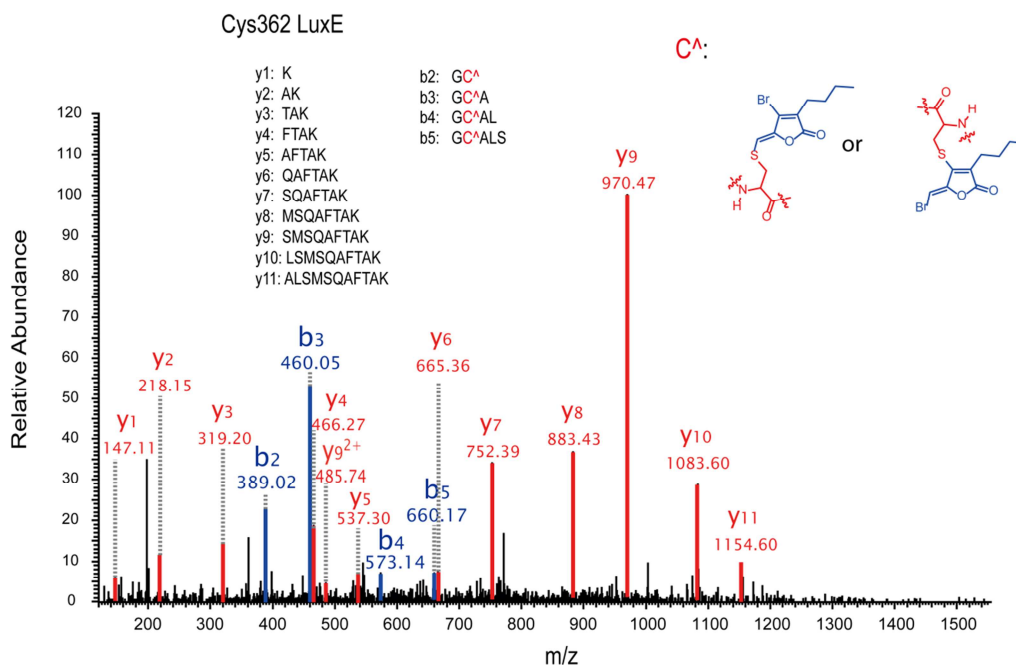 Cys362 LuxE
C^:
y1: K
y2: AK
y3: TAK
y4: FTAK
y5: AFTAK
y6: QAFTAK
y7: SQAFTAK
y8: MSQAFTAK
y9: SMSQAFTAK
y10: LSMSQAFTAK
y11: ALSMSQAFTAK
b2: GC^
b3: GC^A
b4: GC^AL
b5: GC^ALS
Br
O
O
S
N
H
O
or
O
H
N
S
O
O
Br
Relative Abundance
120
110
100
90
80
70
60
50
40
30
20
10
0
y1
147.11
y2
218.15
y3
319.20
b2
389.02
b3
460.05
y4
466.27
y9 2+
485.74
y5
537.30
b4
573.14
b5
660.17
y6
665.36
y7
752.39
y8
883.43
y9
970.47
y10
1083.60
y11
1154.60
200 300 400 500 600 700 800 900 1000 1100 1200 1300 1400 1500
m/z